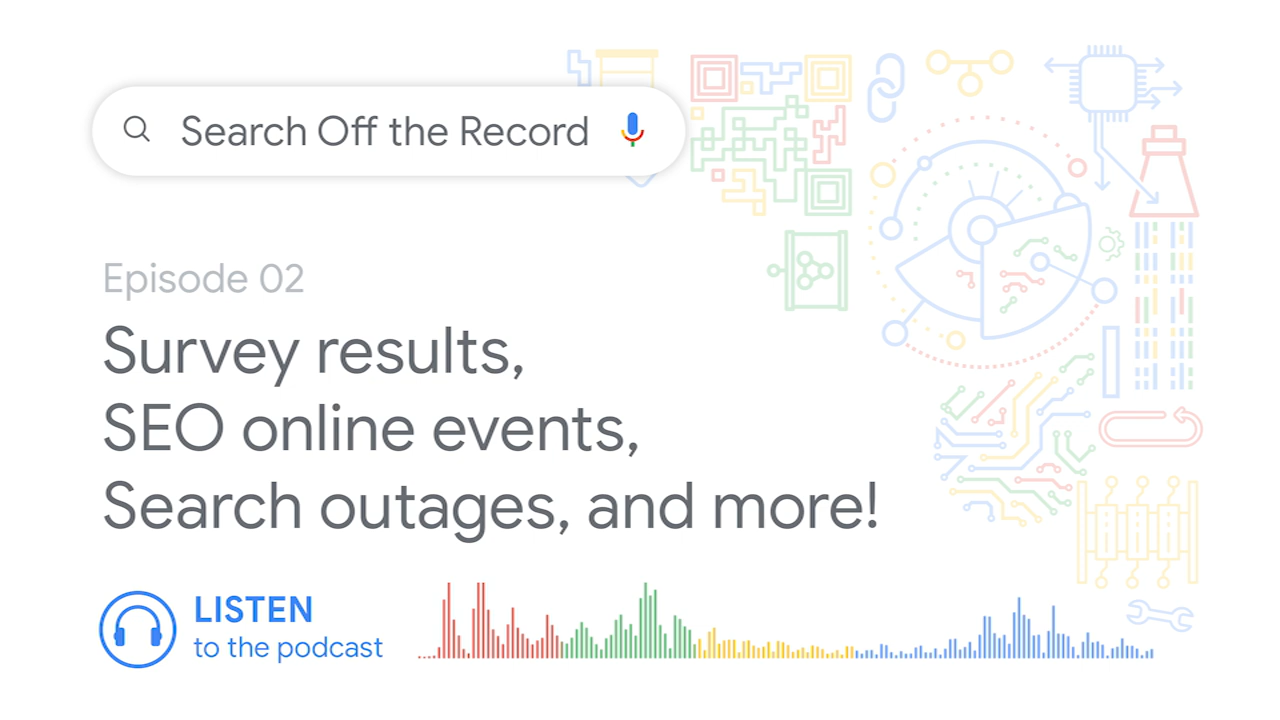 Search Off the Record
Episode 02
Survey results,
SEO online events,
Search outages, and more!
LISTEN
to the podcast